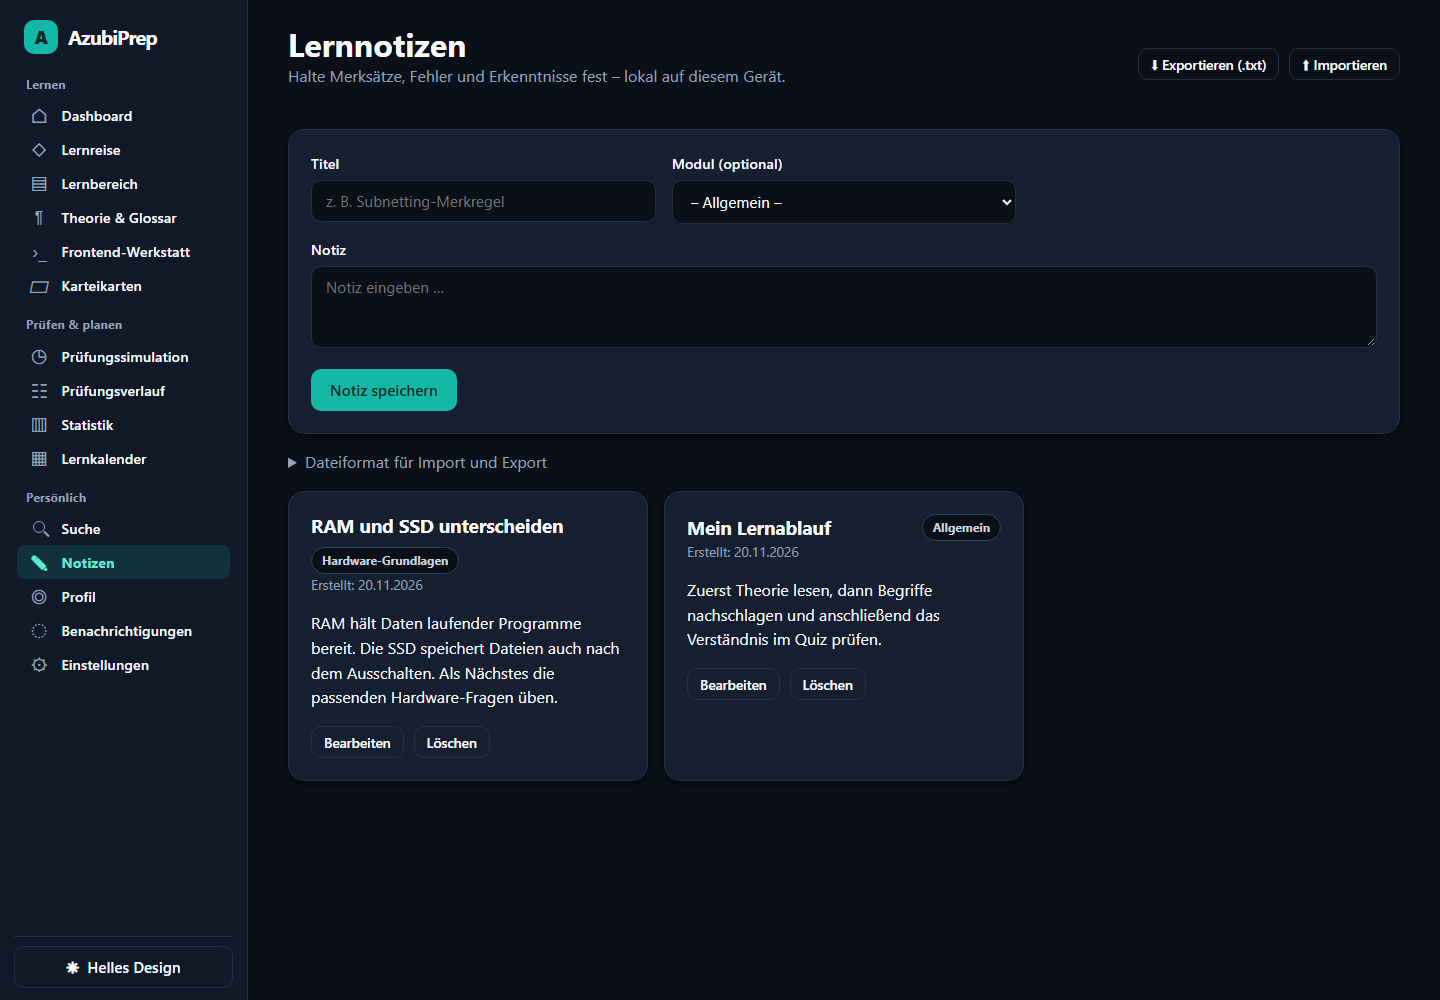 A AzubiPrep
Lernen
Dashboard
Lernreise
Lernbereich
¶ Theorie & Glossar
›_ Frontend-Werkstatt
Karteikarten
Prüfen & planen
Prüfungssimulation
Prüfungsverlauf
Statistik
Lernkalender
Persönlich
Suche
Notizen
Profil
Benachrichtigungen
Einstellungen
Helles Design
Lernnotizen
Halte Merksätze, Fehler und Erkenntnisse fest – lokal auf diesem Gerät.
⬇ Exportieren (.txt)
⬆ Importieren
Titel
z. B. Subnetting-Merkregel
Modul (optional)
– Allgemein –
Notiz
Notiz eingeben ...
Notiz speichern
▶ Dateiformat für Import und Export
RAM und SSD unterscheiden
Hardware-Grundlagen
Erstellt: 20.11.2026
RAM hält Daten laufender Programme
bereit. Die SSD speichert Dateien auch nach
dem Ausschalten. Als Nächstes die
passenden Hardware-Fragen üben.
Bearbeiten
Löschen
Mein Lernablauf
Allgemein
Erstellt: 20.11.2026
Zuerst Theorie lesen, dann Begriffe
nachschlagen und anschließend das
Verständnis im Quiz prüfen.
Bearbeiten
Löschen